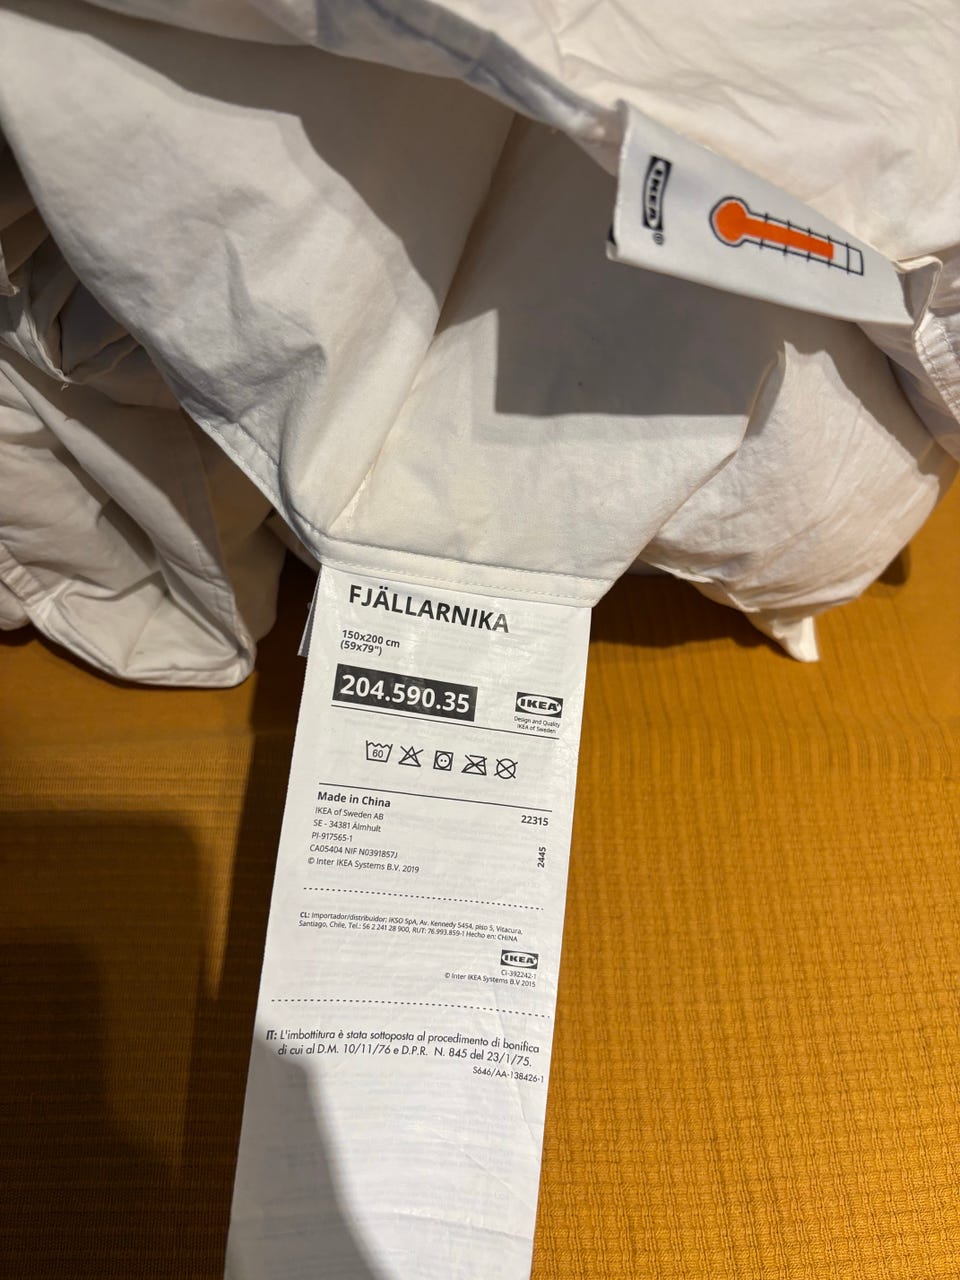 IKEA®
FJÄLLARNIKA
150x200 cm
(59x79")
204.590.35
IKEA
Design and Quality
IKEA of Sweden
60
Made in China
IKEA of Sweden AB
SE - 34381 Älmhult
PI-917565-1
CA05404 NIF N0391857J
© Inter IKEA Systems B.V. 2019
22315
2445
CL: Importador/distribuidor: IKSO SpA, Av. Kennedy 5454, piso 5, Vitacura,
Santiago, Chile, Tel.: 56 2 241 28 900, RUT: 76.993.859-1 Hecho en: CHINA
IKEA
CI-392242-1
© Inter IKEA Systems B.V 2015
IT: L'imbottitura è stata sottoposta al procedimento di bonifica
di cui al D.M. 10/11/76 e D.P.R. N. 845 del 23/1/75.
S646/AA-138426-1